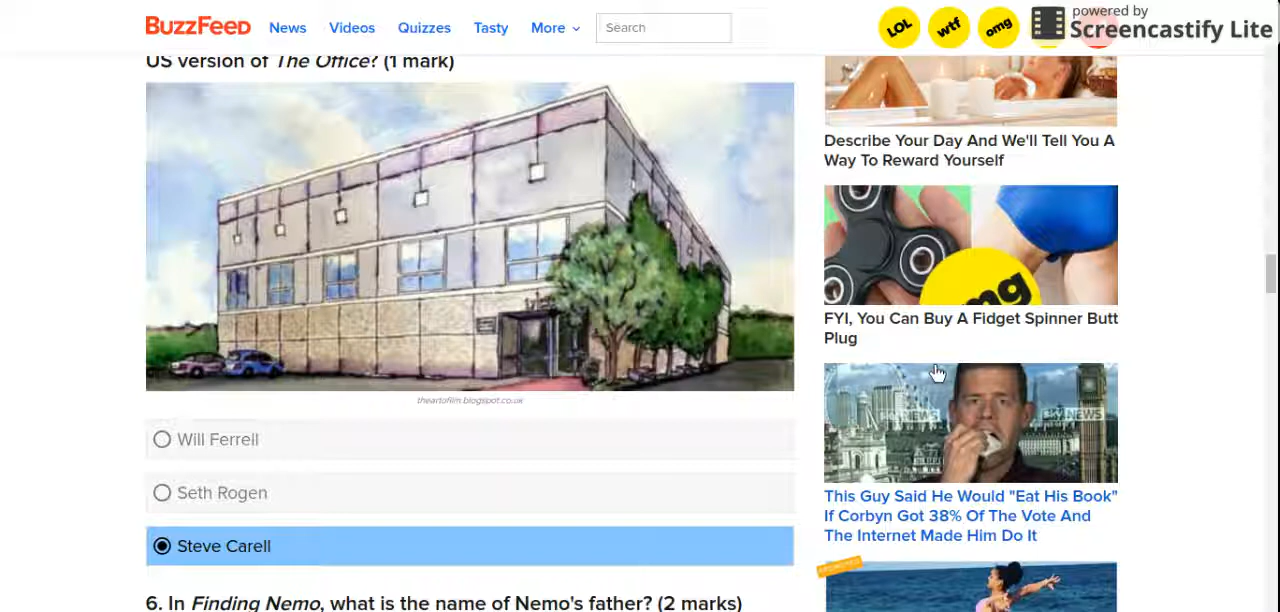 BuzzFeed News Videos Quizzes Tasty More Search LOL wtf omg
powered by
Screencastify Lite
US version of The Office? (1 mark)
theartofilm.blogspot.co.uk
Will Ferrell
Seth Rogen
Steve Carell
6. In Finding Nemo, what is the name of Nemo's father? (2 marks)
Describe Your Day And We'll Tell You A
Way To Reward Yourself
omg
FYI, You Can Buy A Fidget Spinner Butt
Plug
SKY NEWS
This Guy Said He Would "Eat His Book"
If Corbyn Got 38% Of The Vote And
The Internet Made Him Do It